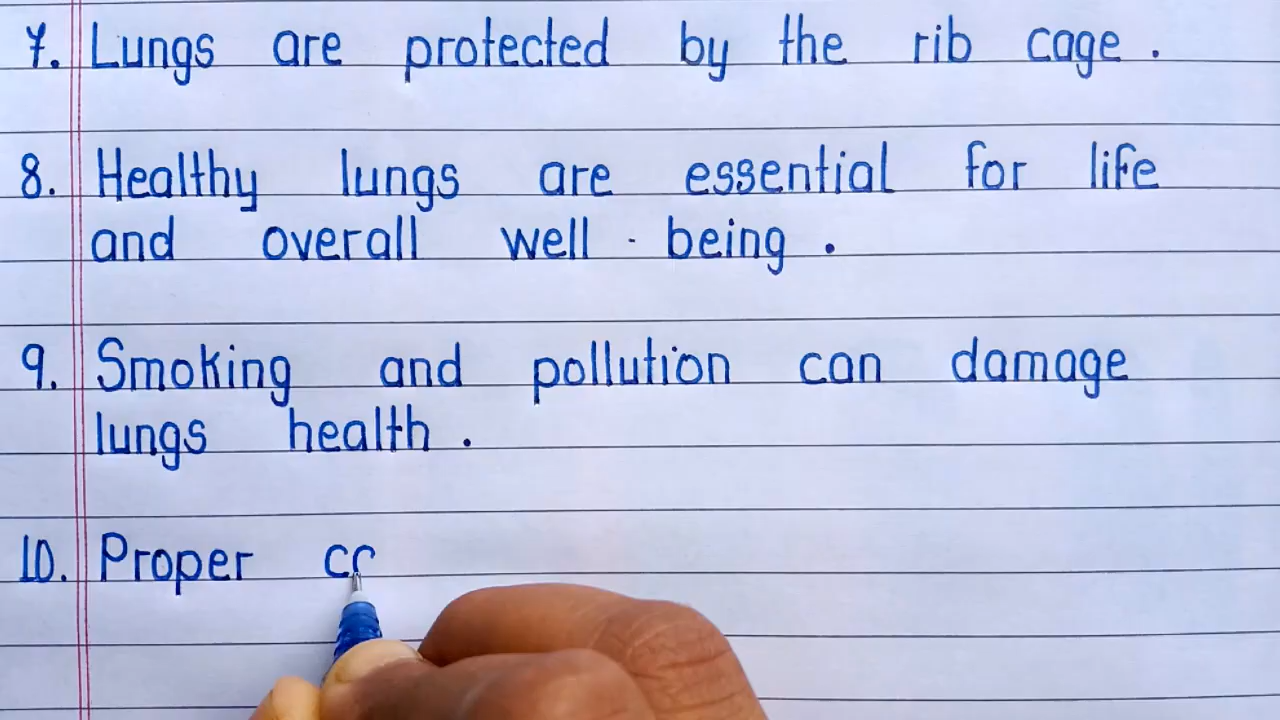 7. Lungs are protected by the rib cage.
8. Healthy lungs are essential for life
and overall well-being.
9. Smoking and pollution can damage
lungs health.
10. Proper